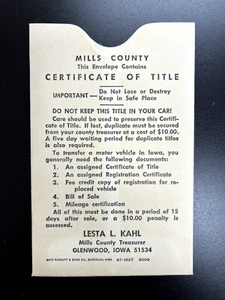 MILLS COUNTY
This Envelope Contains
CERTIFICATE OF TITLE
IMPORTANT— Do Not Lose or Destroy
Keep in Safe Place
DO NOT KEEP THIS TITLE IN YOUR CAR!
Care should be used to preserve this Certifi-
cate of Title. If lost, duplicate must be secured
from your county treasurer at a cost of $10.00.
A five day waiting period for duplicate titles
is also required.
To transfer a motor vehicle in Iowa, you
generally need the following documents:
1. An assigned Certificate of Title
2. An assigned Registration Certificate
3. Fee credit copy of registration for re-
placed vehicle
4. Bill of Sale
5. Mileage certification
All of this must be done in a period of 15
days after sale, or a $10.00 penalty is
assessed.
LESTA L. KAHL
Mills County Treasurer
GLENWOOD, IOWA 51534